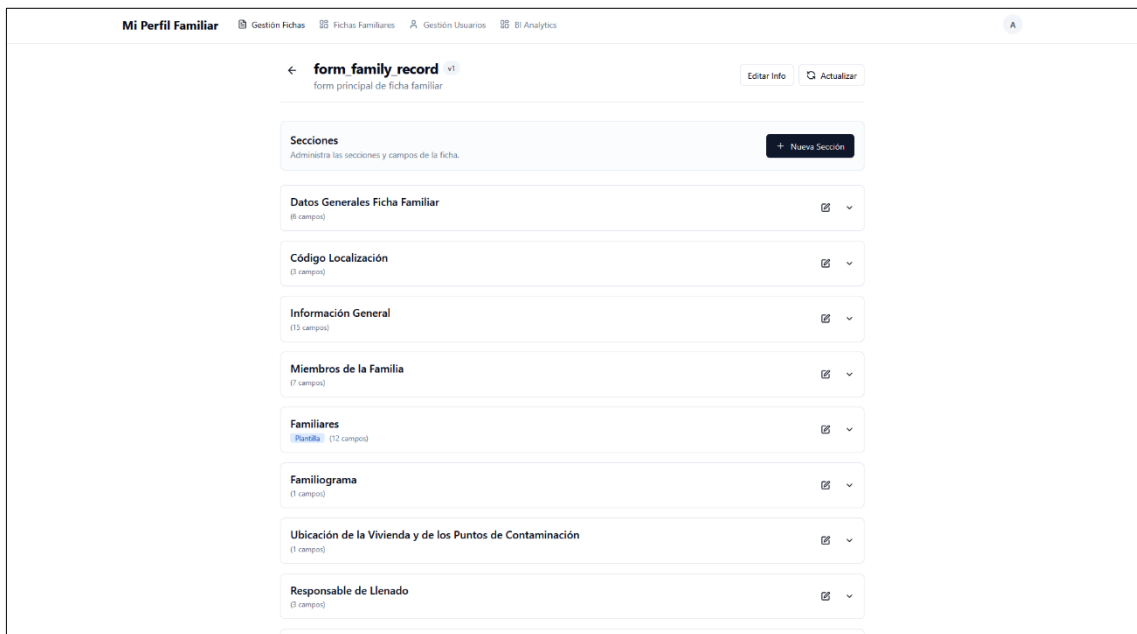 Mi Perfil Familiar Gestión Fichas Fichas Familiares Gestión Usuarios BI Analytics A
form_family_record v1
form principal de ficha familiar
Editar Info Actualizar
Secciones
Administra las secciones y campos de la ficha.
+ Nueva Sección
Datos Generales Ficha Familiar
(6 campos)
Código Localización
(3 campos)
Información General
(15 campos)
Miembros de la Familia
(7 campos)
Familiares
Plantilla (12 campos)
Familiograma
(1 campos)
Ubicación de la Vivienda y de los Puntos de Contaminación
(1 campos)
Responsable de Llenado
(3 campos)